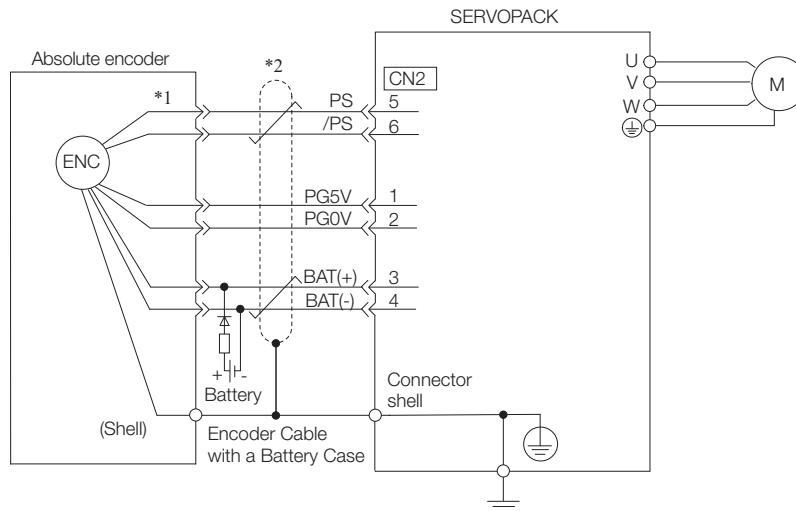 SERVOPACK
Absolute encoder
*2
CN2
U
V
W
M
*1
PS
5
/PS
6
ENC
PG5V
1
PG0V
2
BAT(+)
3
BAT(-)
4
+
-
Battery
Connector
shell
(Shell)
Encoder Cable
with a Battery Case